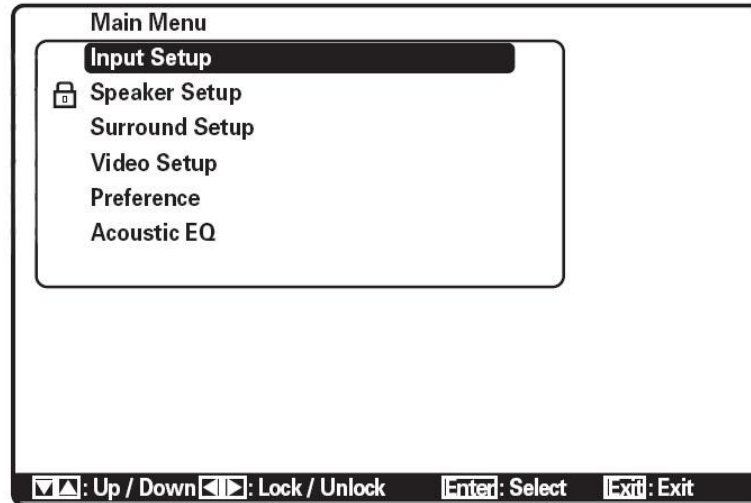 Main Menu
Input Setup
Speaker Setup
Surround Setup
Video Setup
Preference
Acoustic EQ
▼▲: Up / Down ◀▶: Lock / Unlock Enter: Select Exit: Exit